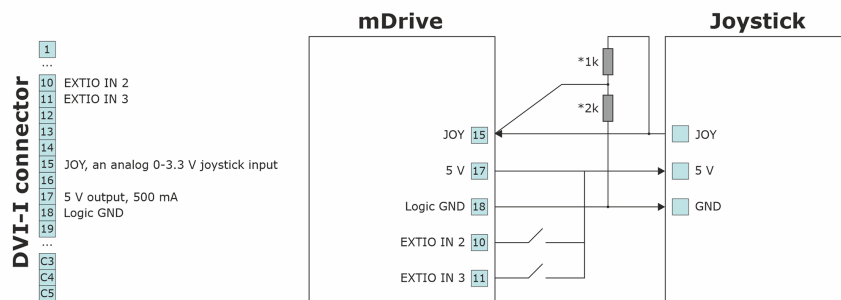 mDrive
Joystick
DVI-I connector
1
...
10 EXTIO IN 2
11 EXTIO IN 3
12
13
14
15 JOY, an analog 0-3.3 V joystick input
16
17 5 V output, 500 mA
18 Logic GND
19
...
C3
C4
C5
*1k
*2k
JOY 15
5 V 17
Logic GND 18
EXTIO IN 2 10
EXTIO IN 3 11
JOY
5 V
GND